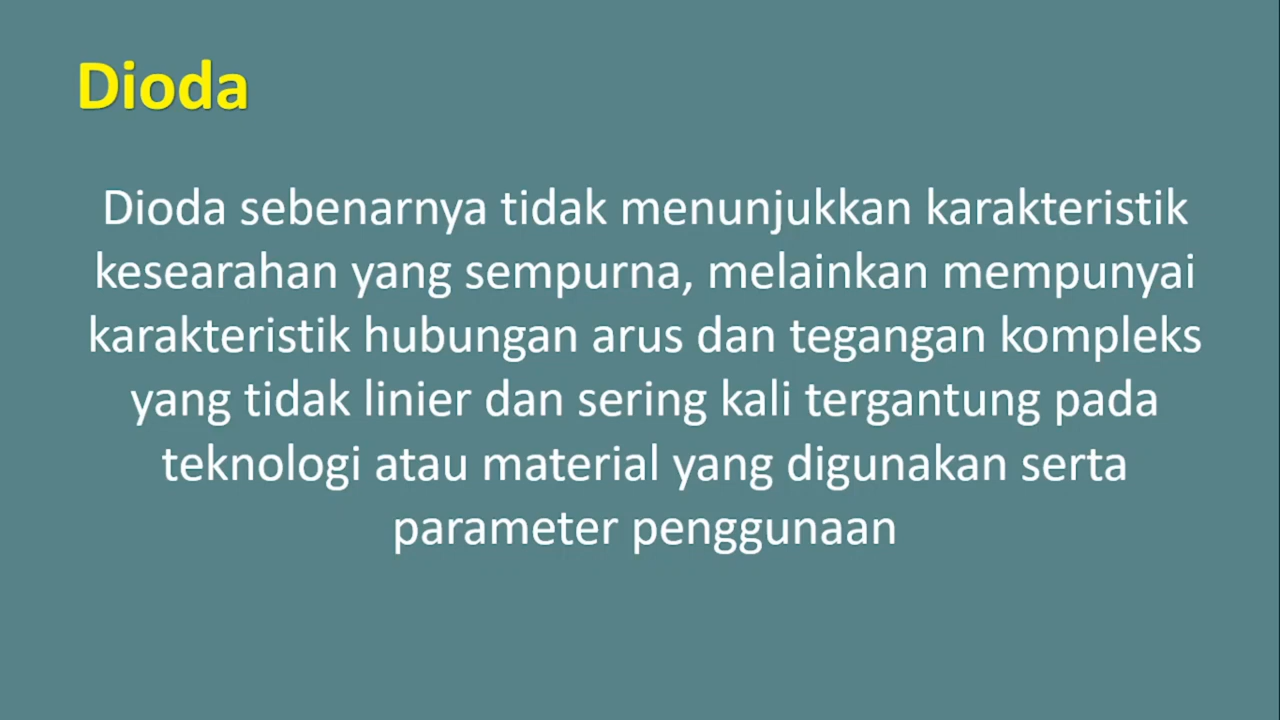 Dioda
Dioda sebenarnya tidak menunjukkan karakteristik
kesearahan yang sempurna, melainkan mempunyai
karakteristik hubungan arus dan tegangan kompleks
yang tidak linier dan sering kali tergantung pada
teknologi atau material yang digunakan serta
parameter penggunaan